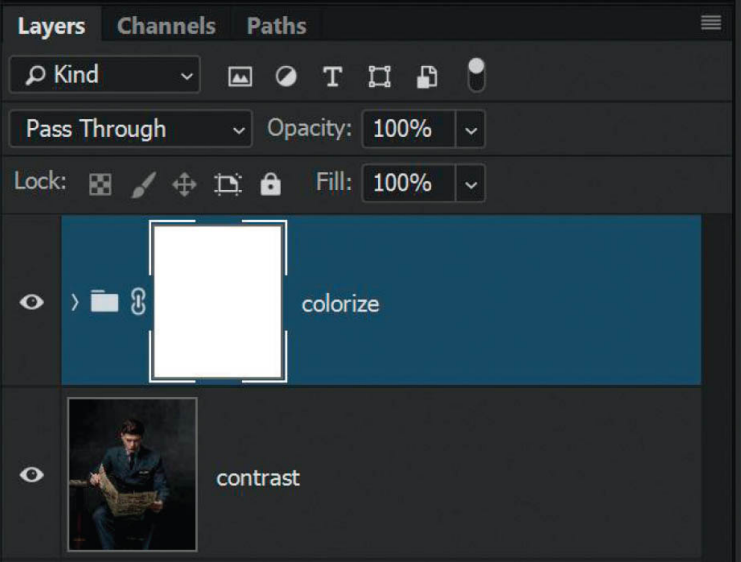 Layers Channels Paths
Kind
Pass Through Opacity: 100%
Lock: Fill: 100%
colorize
contrast